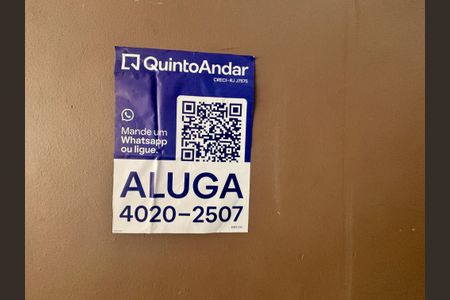 QuintoAndar
CRECI-RJ J7575
Mande um
Whatsapp
ou ligue.
ALUGA
4020-2507